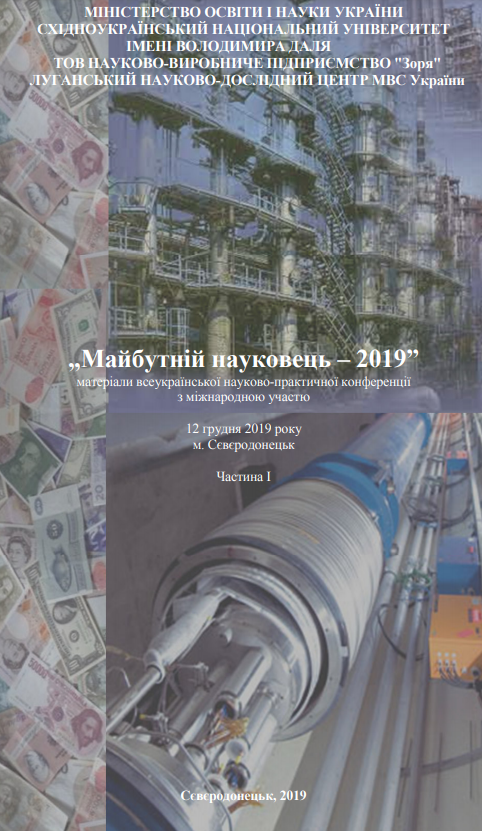 МІНІСТЕРСТВО ОСВІТИ І НАУКИ УКРАЇНИ
СХІДНОУКРАЇНСЬКИЙ НАЦІОНАЛЬНИЙ УНІВЕРСИТЕТ
ІМЕНІ ВОЛОДИМИРА ДАЛЯ
ТОВ НАУКОВО-ВИРОБНИЧЕ ПІДПРИЄМСТВО "Зоря"
ЛУГАНСЬКИЙ НАУКОВО-ДОСЛІДНИЙ ЦЕНТР МВС України
„Майбутній науковець – 2019”
матеріали всеукраїнської науково-практичної конференції
з міжнародною участю
12 грудня 2019 року
м. Сєвєродонецьк
Частина I
Сєвєродонецьк, 2019